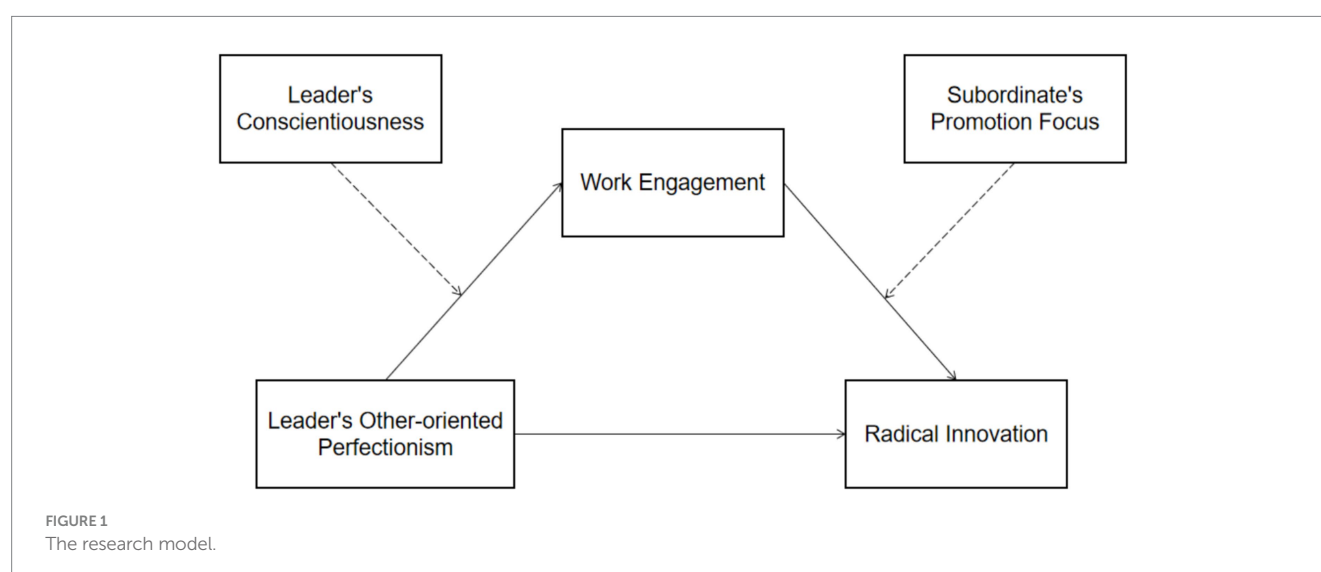 Leader's
Conscientiousness
Subordinate's
Promotion Focus
Work Engagement
Leader's Other-oriented
Perfectionism
Radical Innovation
FIGURE 1
The research model.